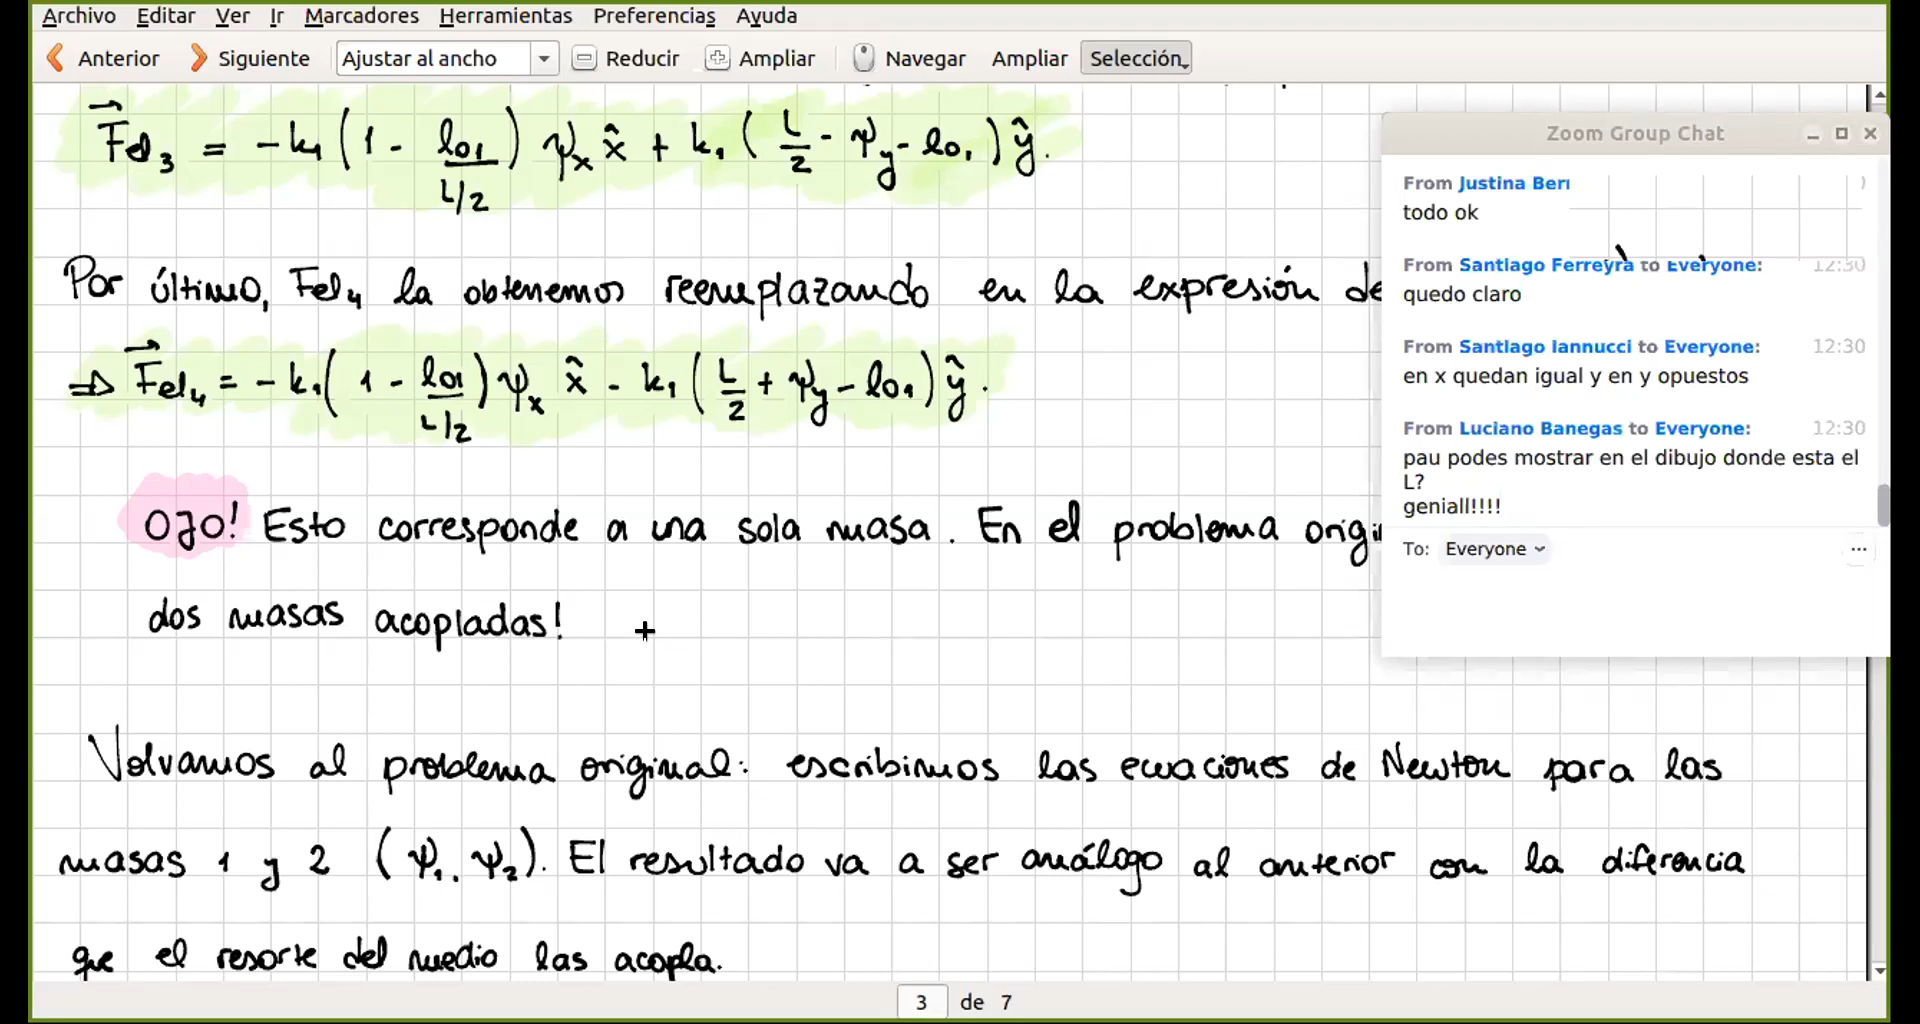 Archivo Editar Ver Ir Marcadores Herramientas Preferencias Ayuda
Anterior Siguiente Ajustar al ancho Reducir Ampliar Navegar Ampliar Selección
Fel₃ = -k₁ (1 - lo₁/L/2) ψx x̂ + k₁ (L/2 - ψy - lo₁) ŷ.
Por último, Fel₄ la obtenemos reemplazando en la expresión de
⇒ Fel₄ = -k₁ (1 - lo₁/L/2) ψx x̂ - k₁ (L/2 + ψy - lo₁) ŷ.
OJO! Esto corresponde a una sola masa. En el problema origi
dos masas acopladas!
Volvamos al problema original: escribimos las ecuaciones de Newton para las
masas 1 y 2 (ψ₁, ψ₂). El resultado va a ser análogo al anterior con la diferencia
que el resorte del medio las acopla.
3 de 7
Zoom Group Chat
From Justina Ber
todo ok
From Santiago Ferreyra to Everyone: 12:30
quedo claro
From Santiago Iannucci to Everyone: 12:30
en x quedan igual y en y opuestos
From Luciano Banegas to Everyone: 12:30
pau podes mostrar en el dibujo donde esta el
L?
geniall!!!!
To: Everyone ...